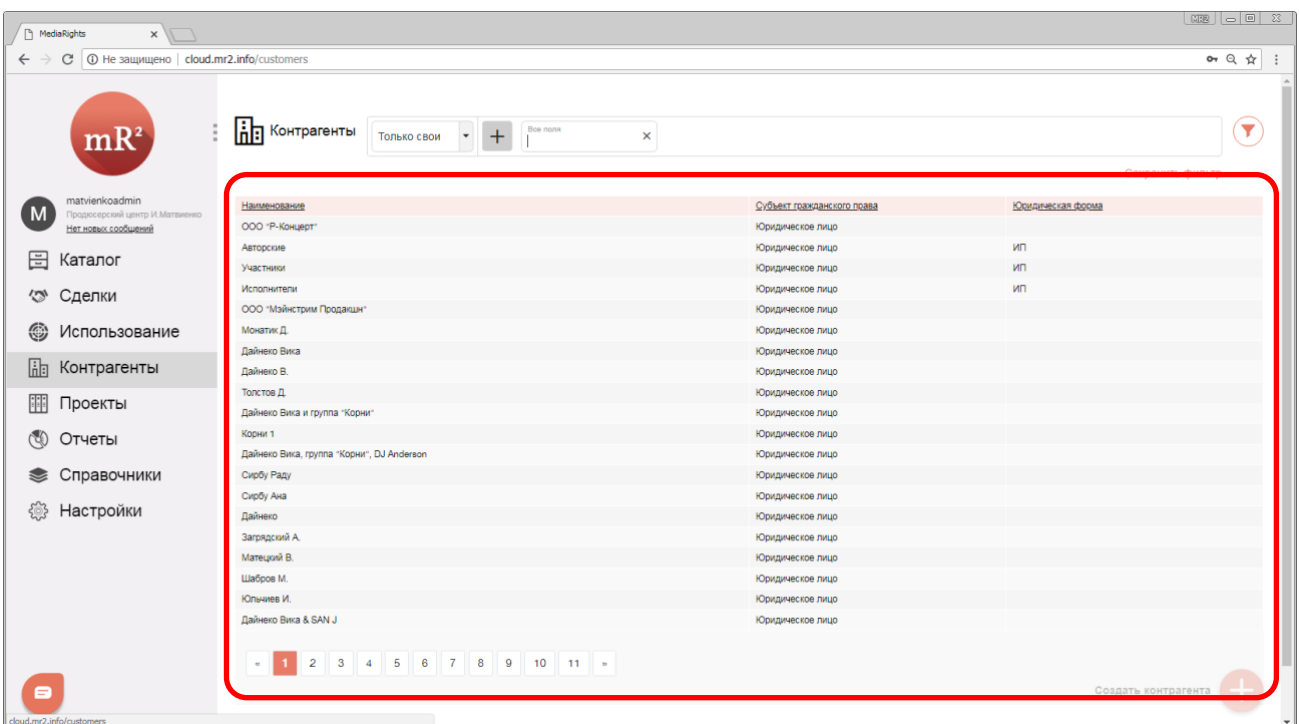 MR2
MediaRights
Не защищено | cloud.mr2.info/customers
mR²
Контрагенты
Только свои
Все поля
Сохранить фильтр
M
matvienkoadmin
Продюсерский центр И.Матвиенко
Нет новых сообщений
Каталог
Сделки
Использование
Контрагенты
Проекты
Отчеты
Справочники
Настройки
Наименование Субъект гражданского права Юридическая форма
ООО "Р-Концерт" Юридическое лицо
Авторские Юридическое лицо ИП
Участники Юридическое лицо ИП
Исполнители Юридическое лицо ИП
ООО "Мэйнстрим Продакшн" Юридическое лицо
Монатик Д. Юридическое лицо
Дайнеко Вика Юридическое лицо
Дайнеко В. Юридическое лицо
Толстов Д. Юридическое лицо
Дайнеко Вика и группа "Корни" Юридическое лицо
Корни 1 Юридическое лицо
Дайнеко Вика, группа "Корни", DJ Anderson Юридическое лицо
Сирбу Раду Юридическое лицо
Сирбу Ана Юридическое лицо
Дайнеко Юридическое лицо
Загрядский А. Юридическое лицо
Матецкий В. Юридическое лицо
Шабров М. Юридическое лицо
Юльчиев И. Юридическое лицо
Дайнеко Вика & SAN J Юридическое лицо
« 1 2 3 4 5 6 7 8 9 10 11 »
Создать контрагента
cloud.mr2.info/customers